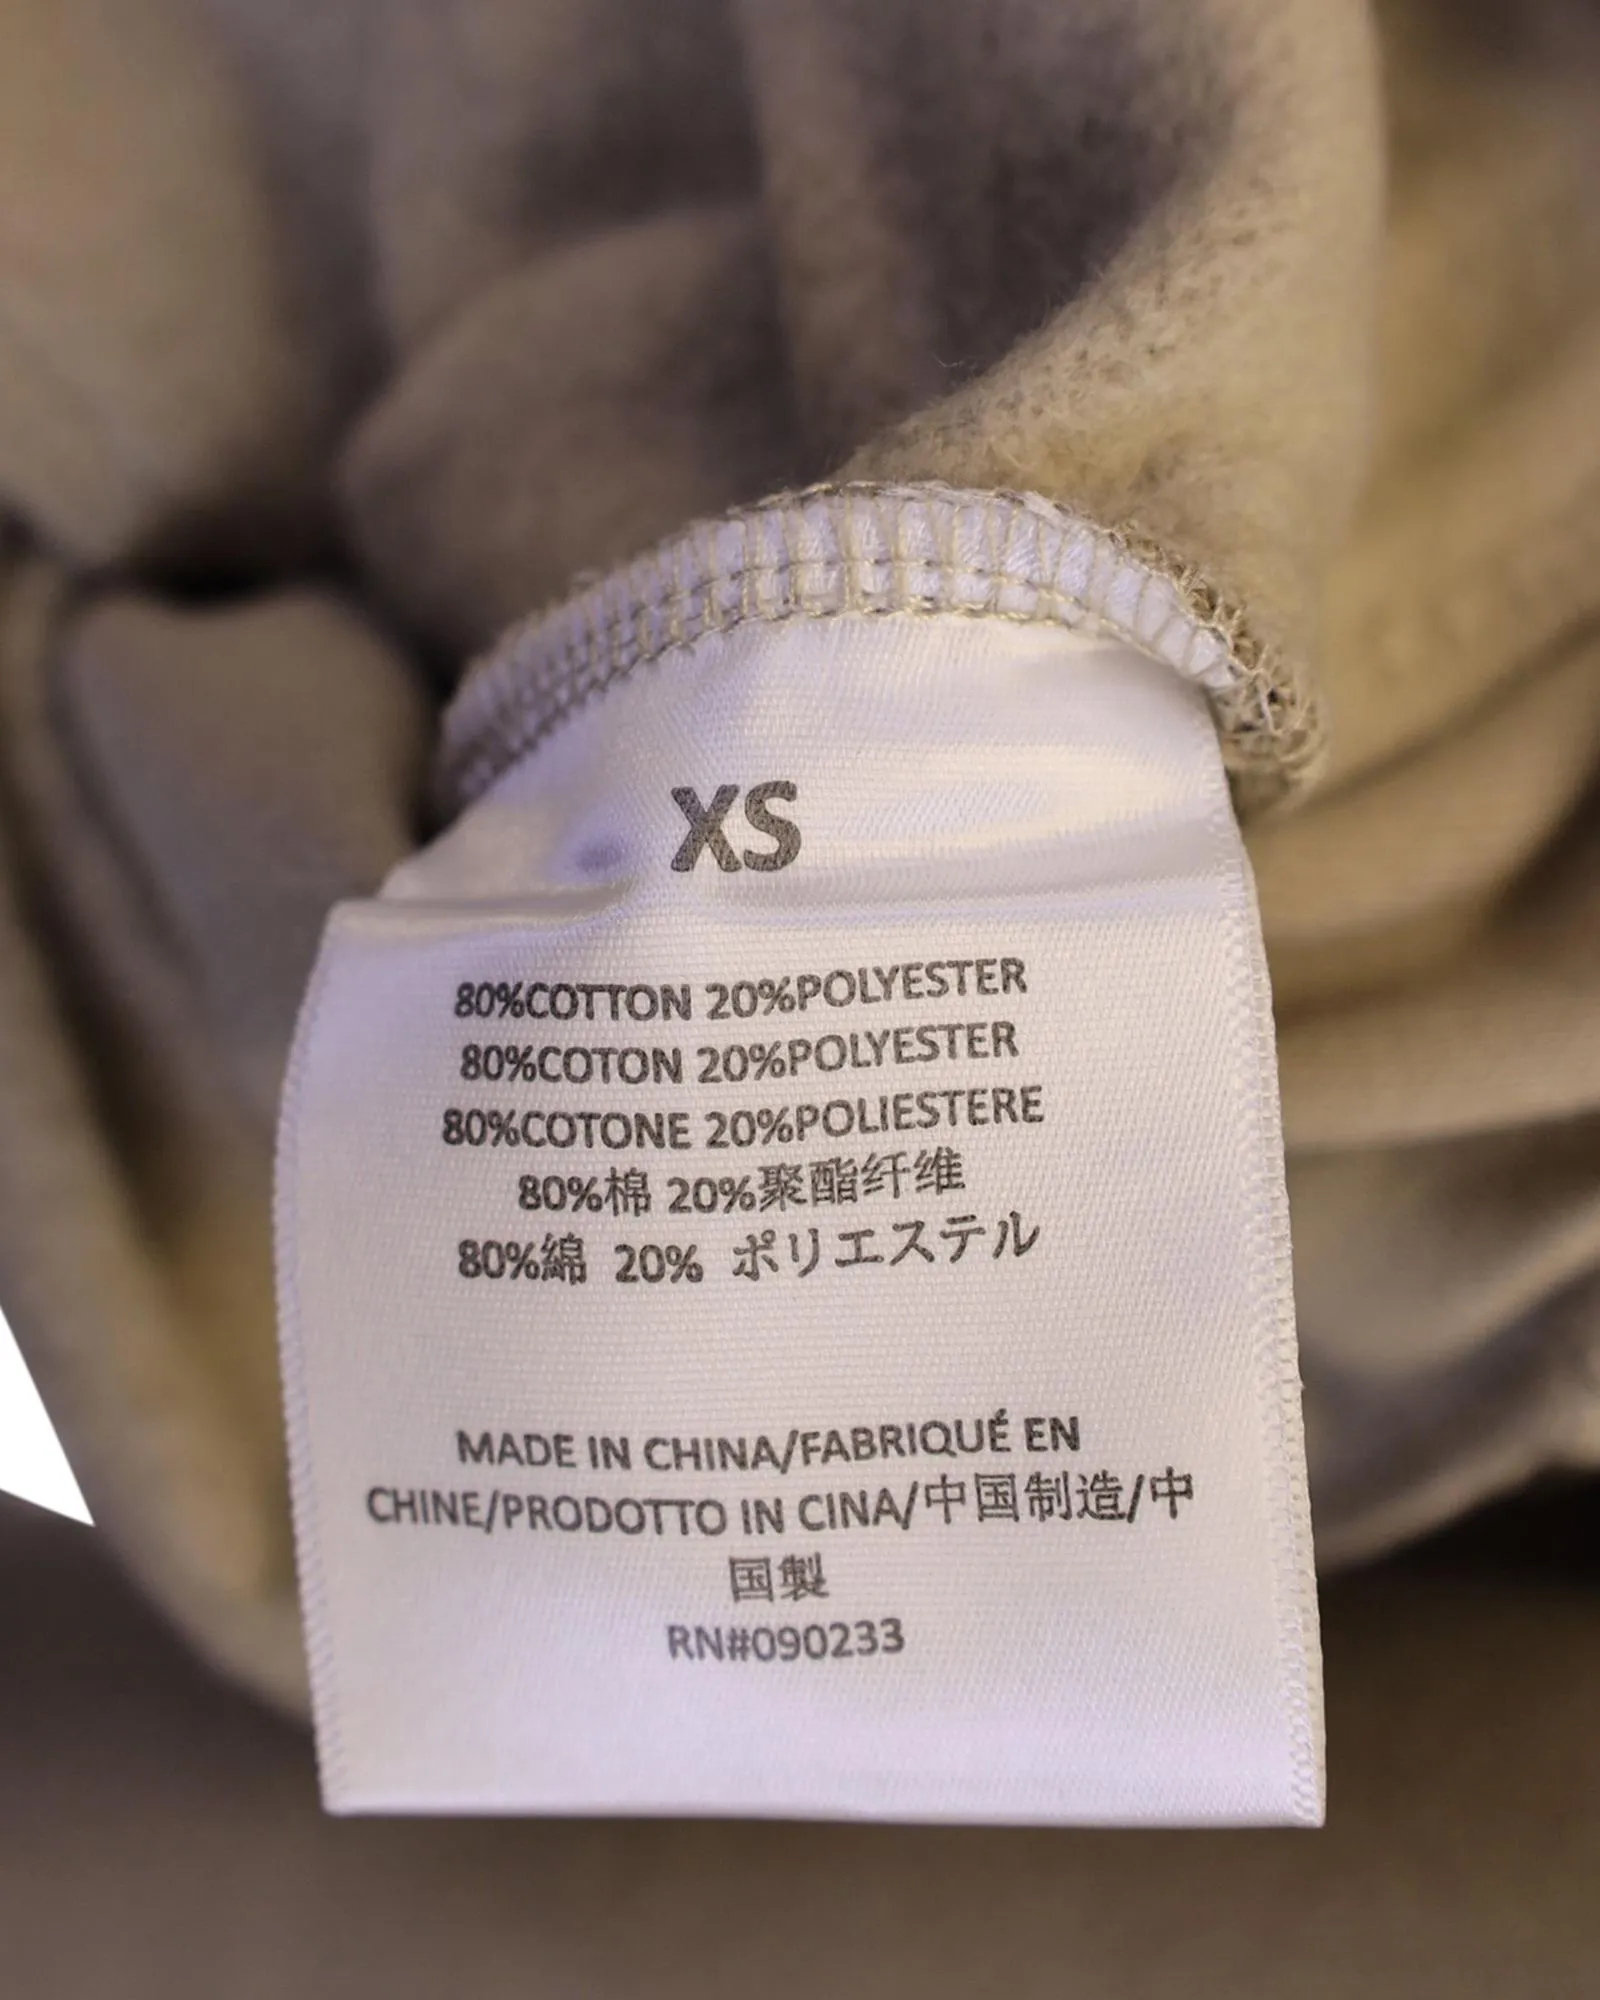 XS
80%COTTON 20%POLYESTER
80%COTON 20%POLYESTER
80%COTONE 20%POLIESTERE
80%棉 20%聚酯纤维
80%綿 20% ポリエステル
MADE IN CHINA/FABRIQUÉ EN
CHINE/PRODOTTO IN CINA/中国制造/中
国製
RN#090233